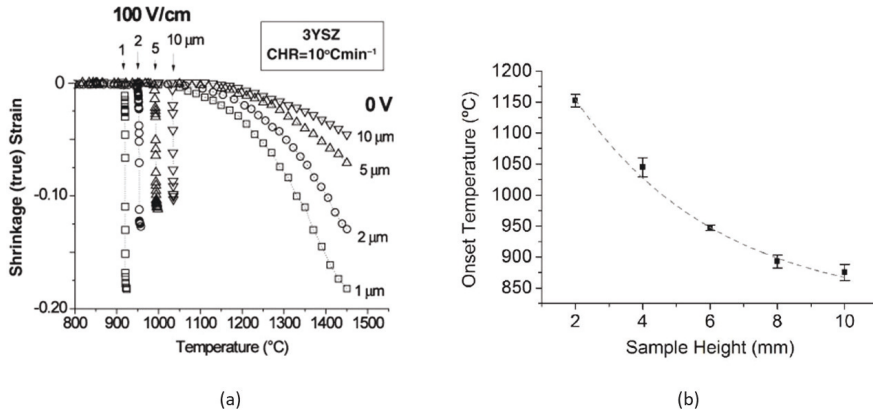 100 V/cm
1 2 5 10 μm
3YSZ
CHR=10°Cmin⁻¹
0 V
10 μm
5 μm
2 μm
1 μm
0
-0.10
-0.20
Shrinkage (true) Strain
800 900 1000 1100 1200 1300 1400 1500
Temperature (°C)
(a)
1150
1200
1100
1050
1000
950
900
850
Onset Temperature (ºC)
2 4 6 8 10
Sample Height (mm)
(b)